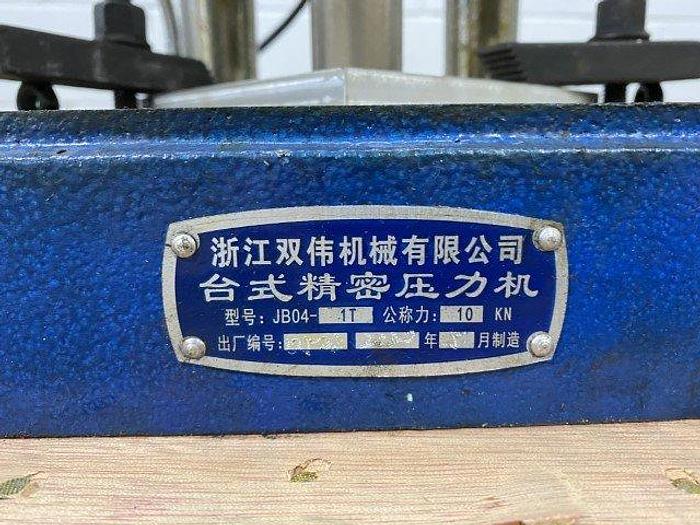 浙江双伟机械有限公司
台式精密压力机
型号：JB04- 1T 公称力：10 KN
出厂编号： 年 月制造